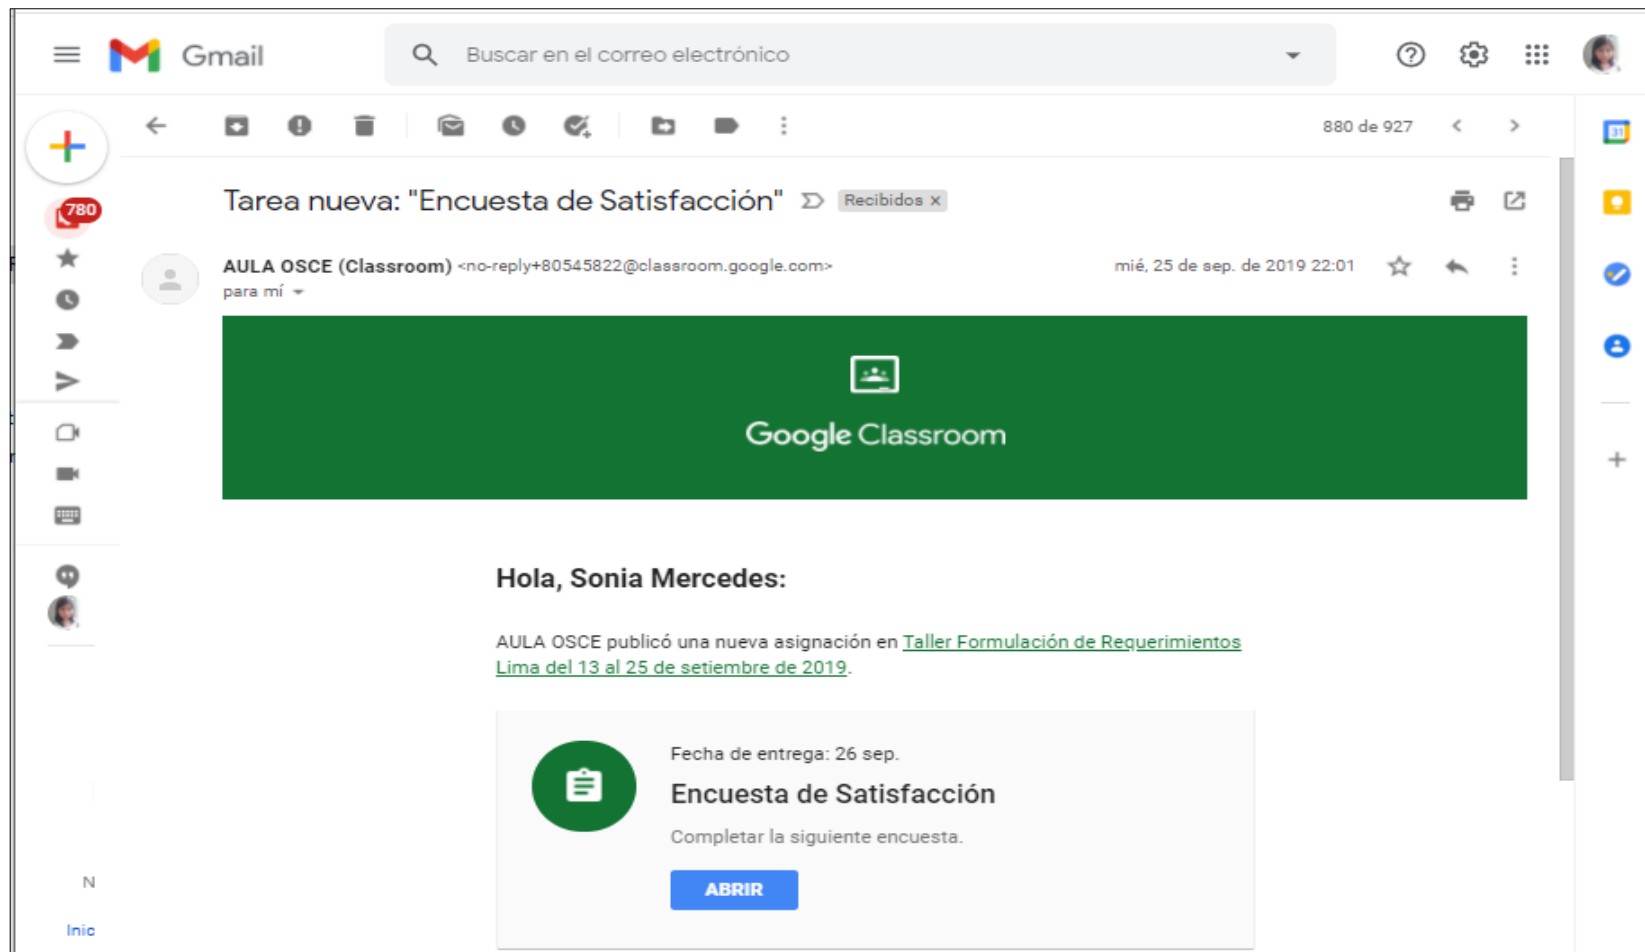 Gmail
Buscar en el correo electrónico
880 de 927
780
Tarea nueva: "Encuesta de Satisfacción"
Recibidos x
31
AULA OSCE (Classroom) <no-reply+80545822@classroom.google.com>
mié, 25 de sep. de 2019 22:01
para mí
Google Classroom
Hola, Sonia Mercedes:
AULA OSCE publicó una nueva asignación en Taller Formulación de Requerimientos
Lima del 13 al 25 de setiembre de 2019.
Fecha de entrega: 26 sep.
Encuesta de Satisfacción
Completar la siguiente encuesta.
ABRIR
N
Inic